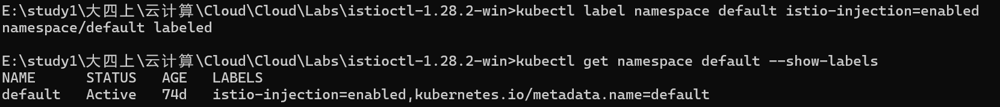 E:\study1\大四上\云计算\Cloud\Cloud\Labs\istioctl-1.28.2-win>kubectl label namespace default istio-injection=enabled
namespace/default labeled
E:\study1\大四上\云计算\Cloud\Cloud\Labs\istioctl-1.28.2-win>kubectl get namespace default --show-labels
NAME      STATUS   AGE   LABELS
default   Active   74d   istio-injection=enabled,kubernetes.io/metadata.name=default